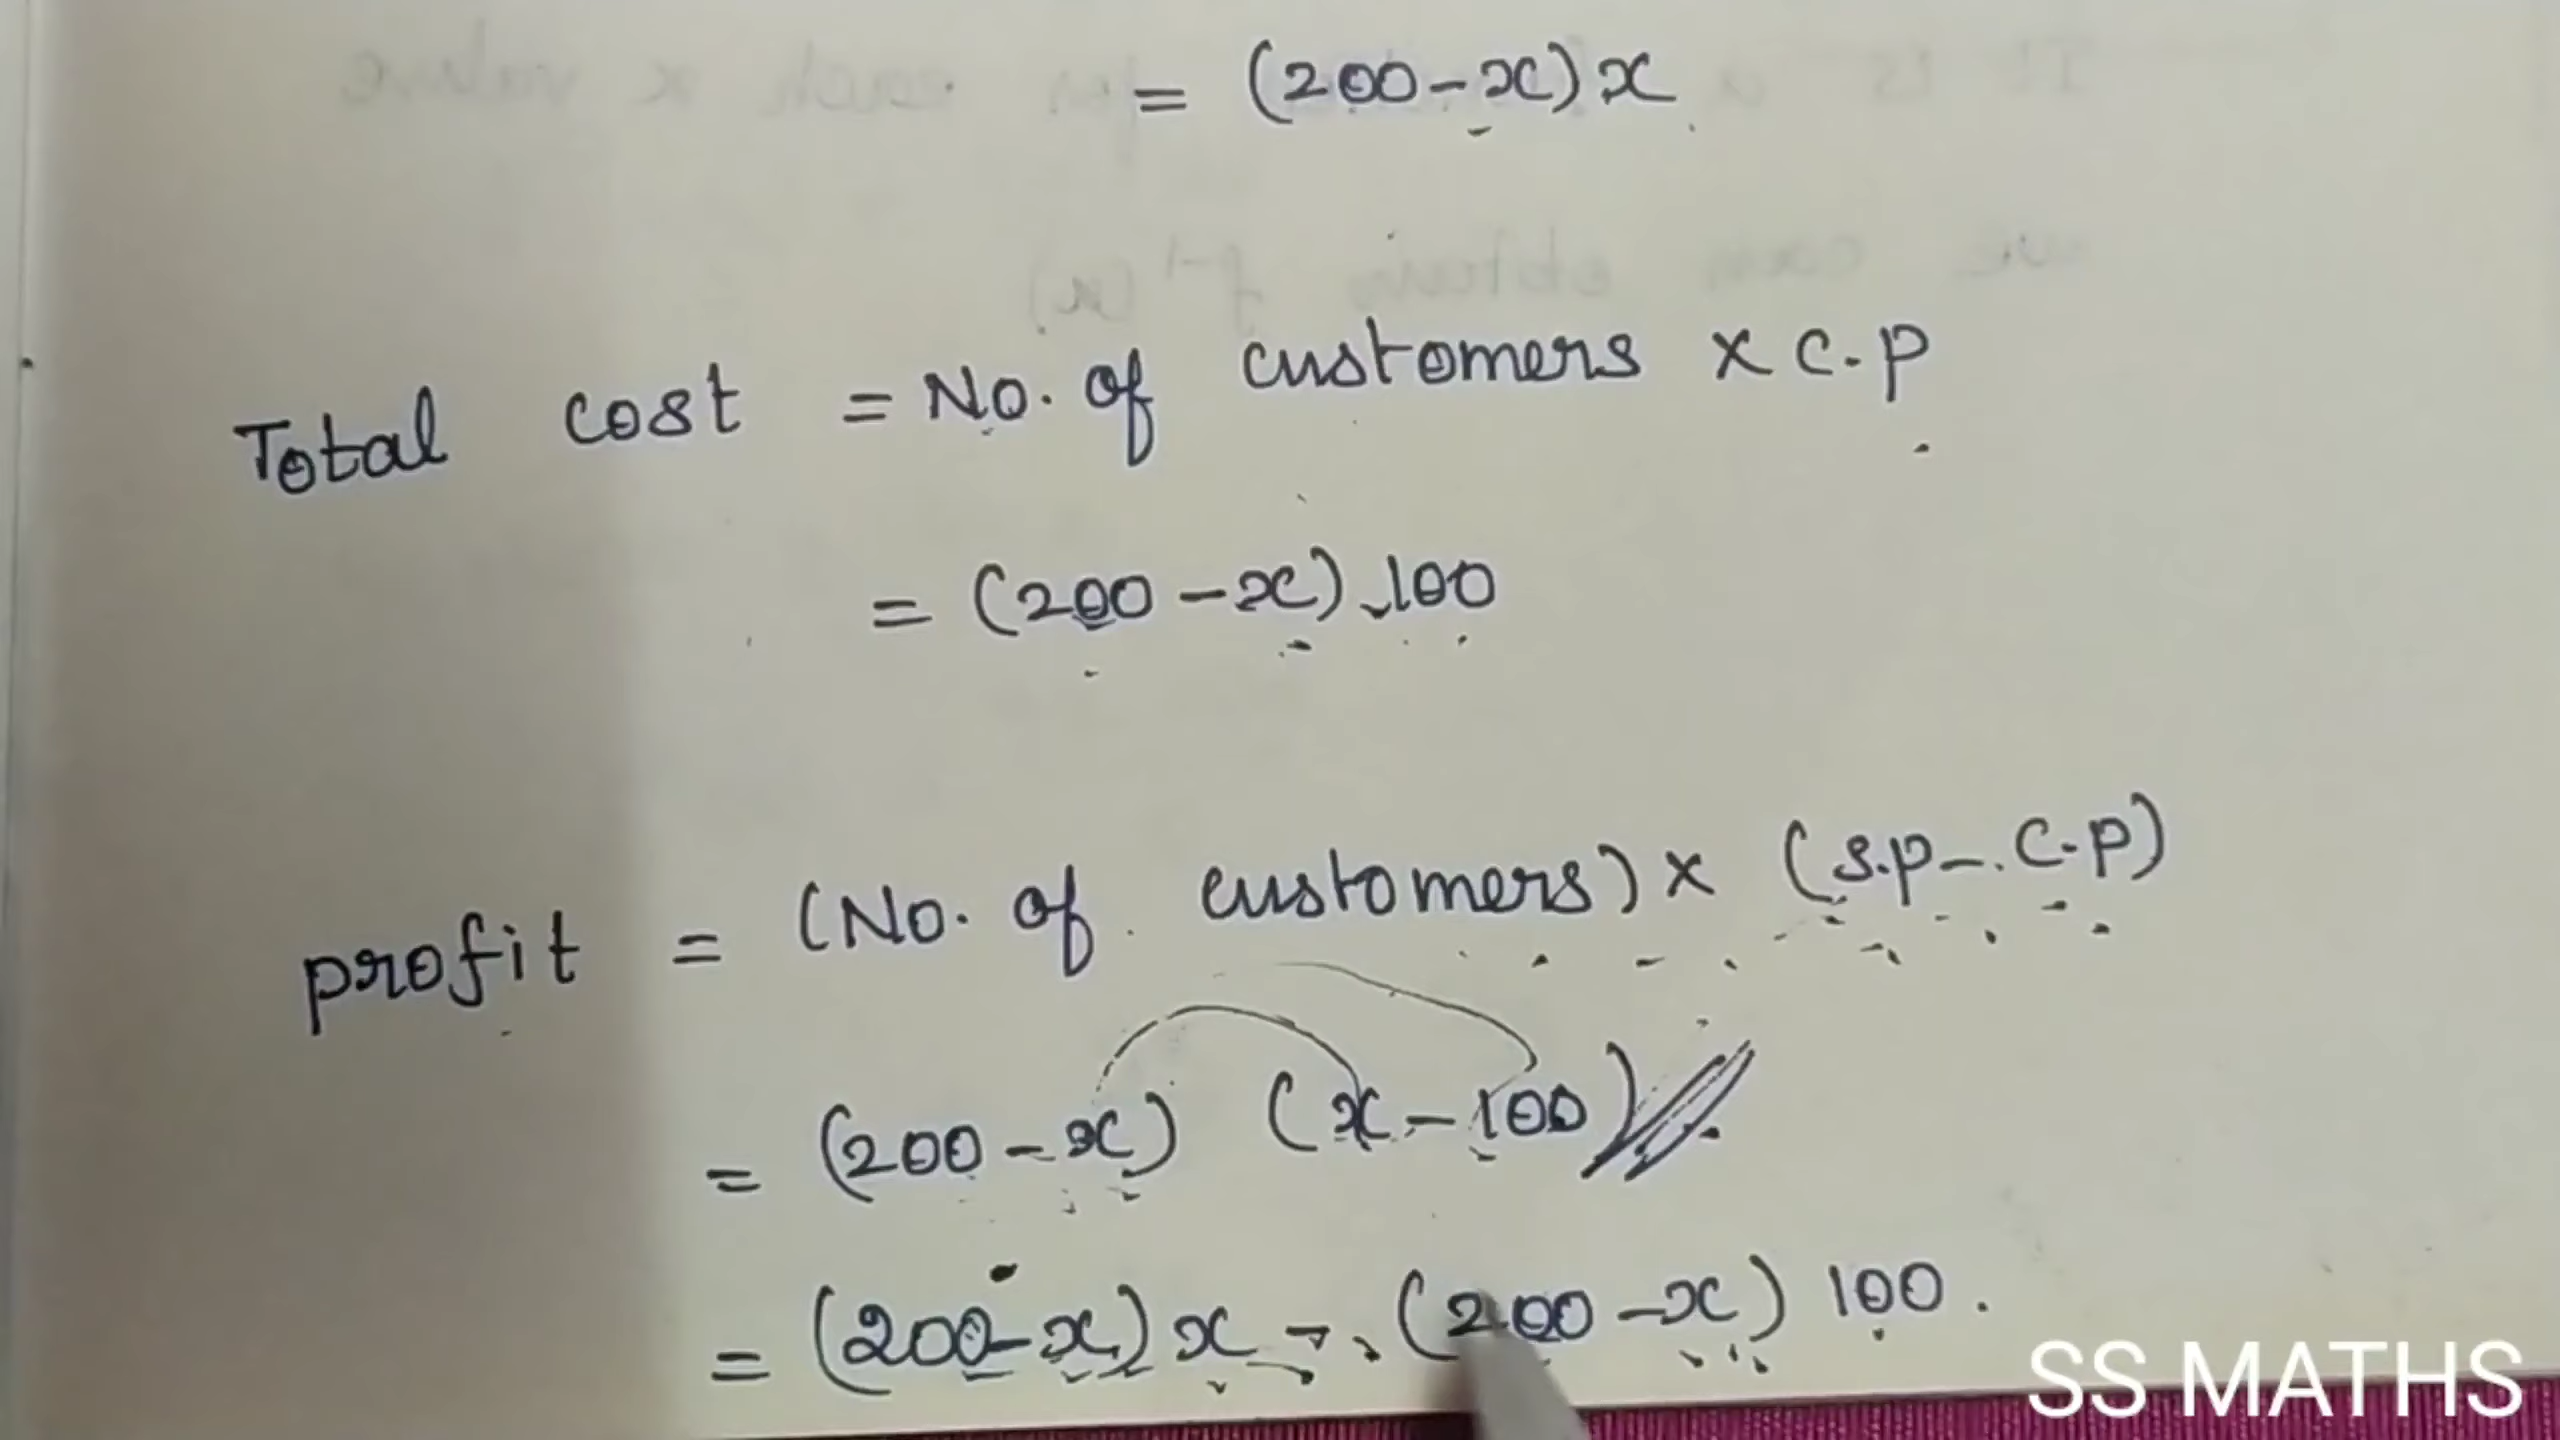 = (200-x)x
Total cost = No. of customers x C.P
= (200-x) 100
profit = (No. of customers) x (S.P - C.P)
= (200-x) (x-100)
= (200-x)x - (200-x) 100.
SS MATHS